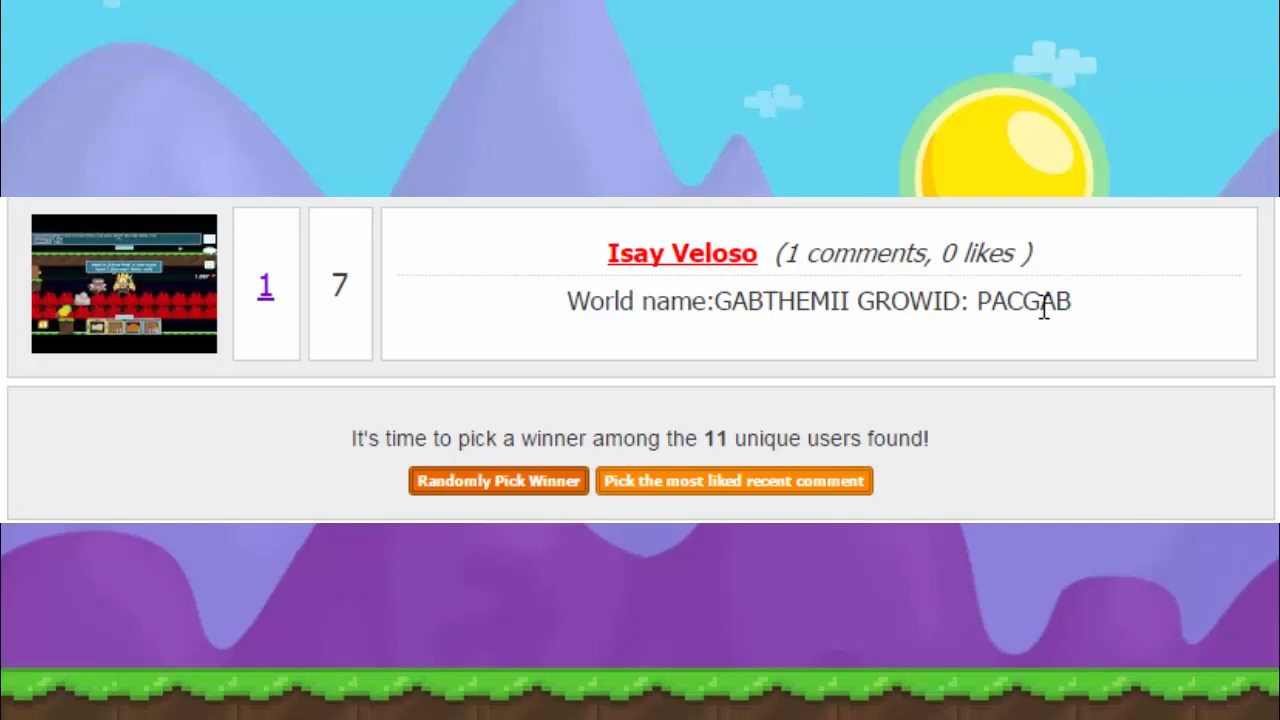 1
7
Isay Veloso (1 comments, 0 likes )
World name:GABTHEMII GROWID: PACGAB
It's time to pick a winner among the 11 unique users found!
Randomly Pick Winner
Pick the most liked recent comment